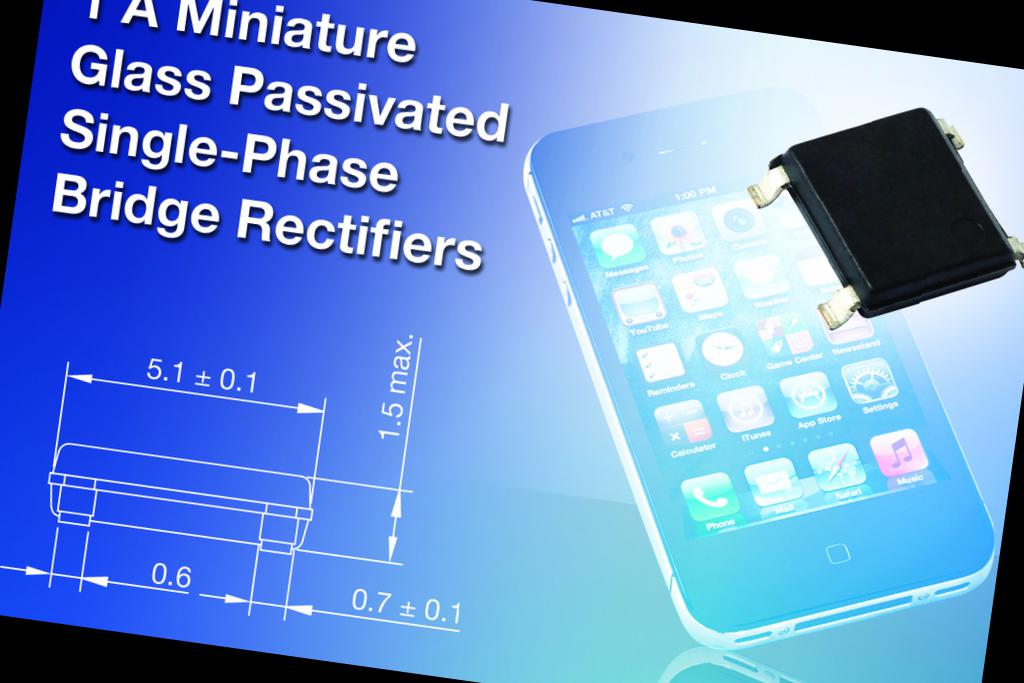 1 A Miniature
Glass Passivated
Single-Phase
Bridge Rectifiers
5.1 ± 0.1
1.5 max.
0.6
0.7 ± 0.1
AT&T
1:00 PM
Messages
Photos
Camera
YouTube
Maps
Weather
Reminders
Clock
Game Center
Newsstand
Calculator
iTunes
App Store
Settings
Phone
Mail
Safari
Music